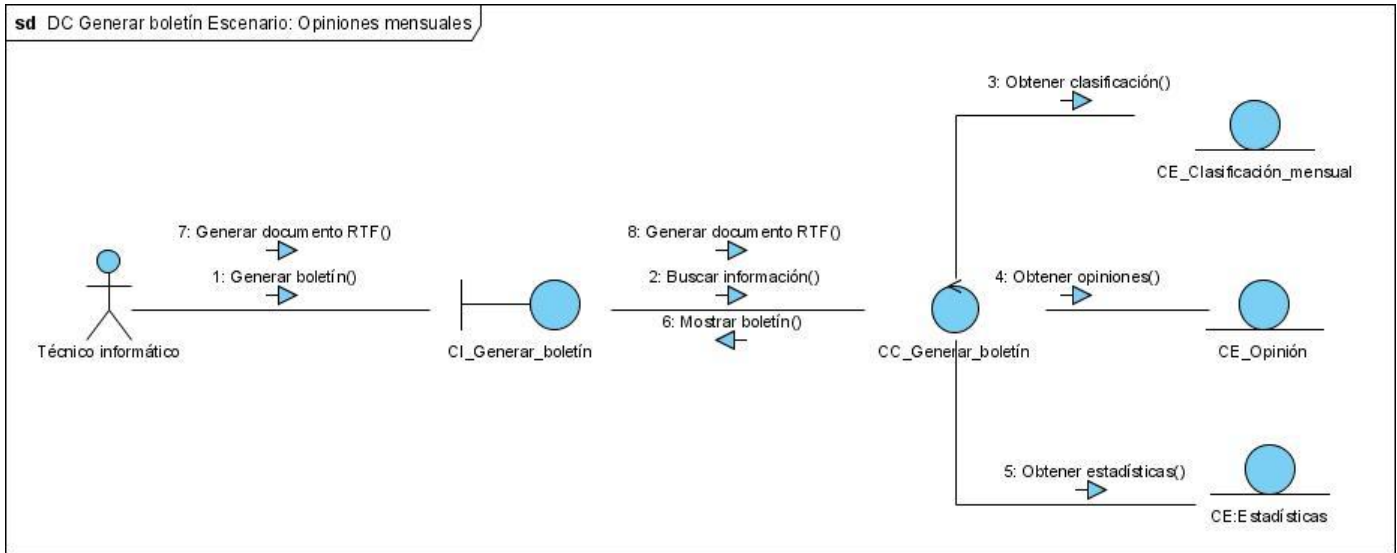 sd DC Generar boletín Escenario: Opiniones mensuales
3: Obtener clasificación()
CE_Clasificación_mensual
7: Generar documento RTF()
8: Generar documento RTF()
1: Generar boletín()
2: Buscar información()
4: Obtener opiniones()
6: Mostrar boletín()
Técnico informático
CI_Generar_boletín
CC_Generar_boletín
CE_Opinión
5: Obtener estadísticas()
CE:Estadísticas